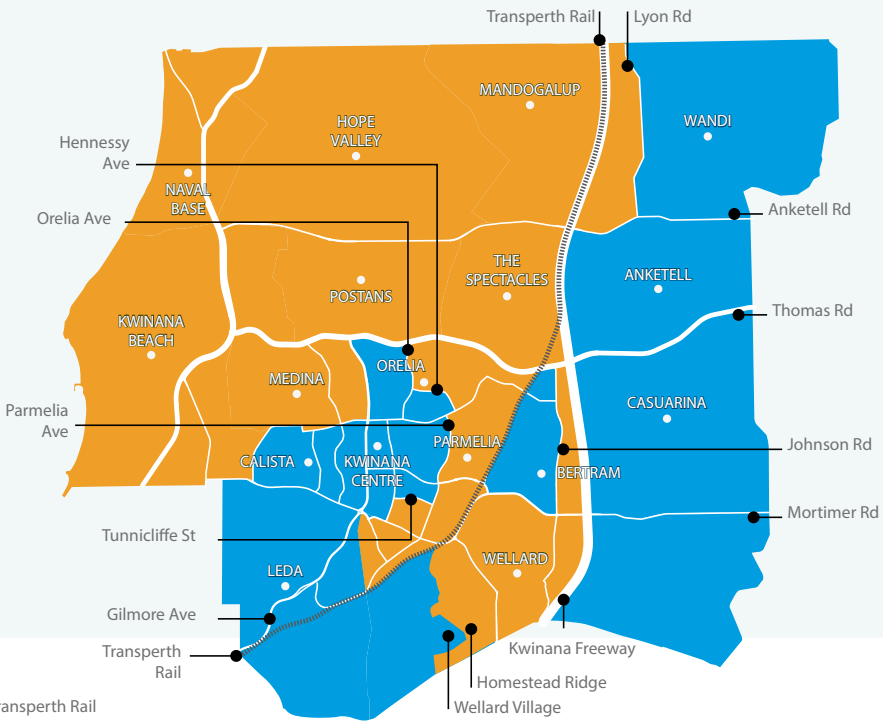 Transperth Rail
Lyon Rd
MANDOGALUP
HOPE
VALLEY
WANDI
Hennessy
Ave
NAVAL
BASE
Orelia Ave
Anketell Rd
THE
SPECTACLES
ANKETELL
POSTANS
Thomas Rd
KWINANA
BEACH
ORELIA
MEDINA
CASUARINA
Parmelia
Ave
PARMELIA
Johnson Rd
CALISTA
KWINANA
CENTRE
BERTRAM
Mortimer Rd
Tunnicliffe St
WELLARD
LEDA
Gilmore Ave
Transperth
Rail
Kwinana Freeway
Homestead Ridge
Wellard Village
ransperth Rail